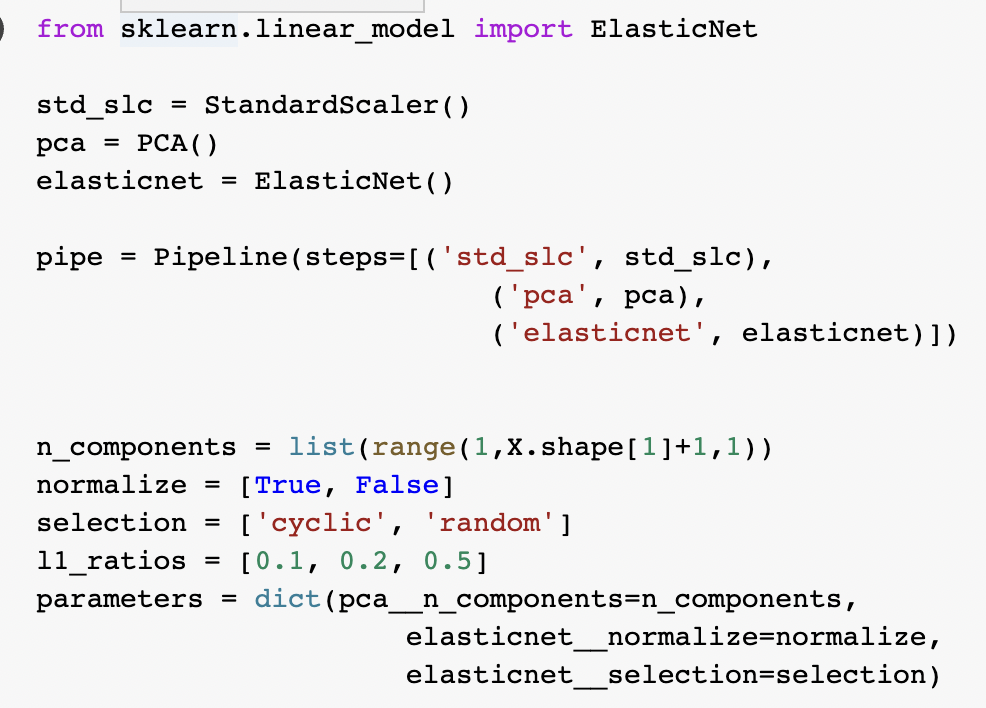 from sklearn.linear_model import ElasticNet
std_slc = StandardScaler()
pca = PCA()
elasticnet = ElasticNet()
pipe = Pipeline(steps=[('std_slc', std_slc),
('pca', pca),
('elasticnet', elasticnet)])
n_components = list(range(1,X.shape[1]+1,1))
normalize = [True, False]
selection = ['cyclic', 'random']
l1_ratios = [0.1, 0.2, 0.5]
parameters = dict(pca__n_components=n_components,
elasticnet__normalize=normalize,
elasticnet__selection=selection)